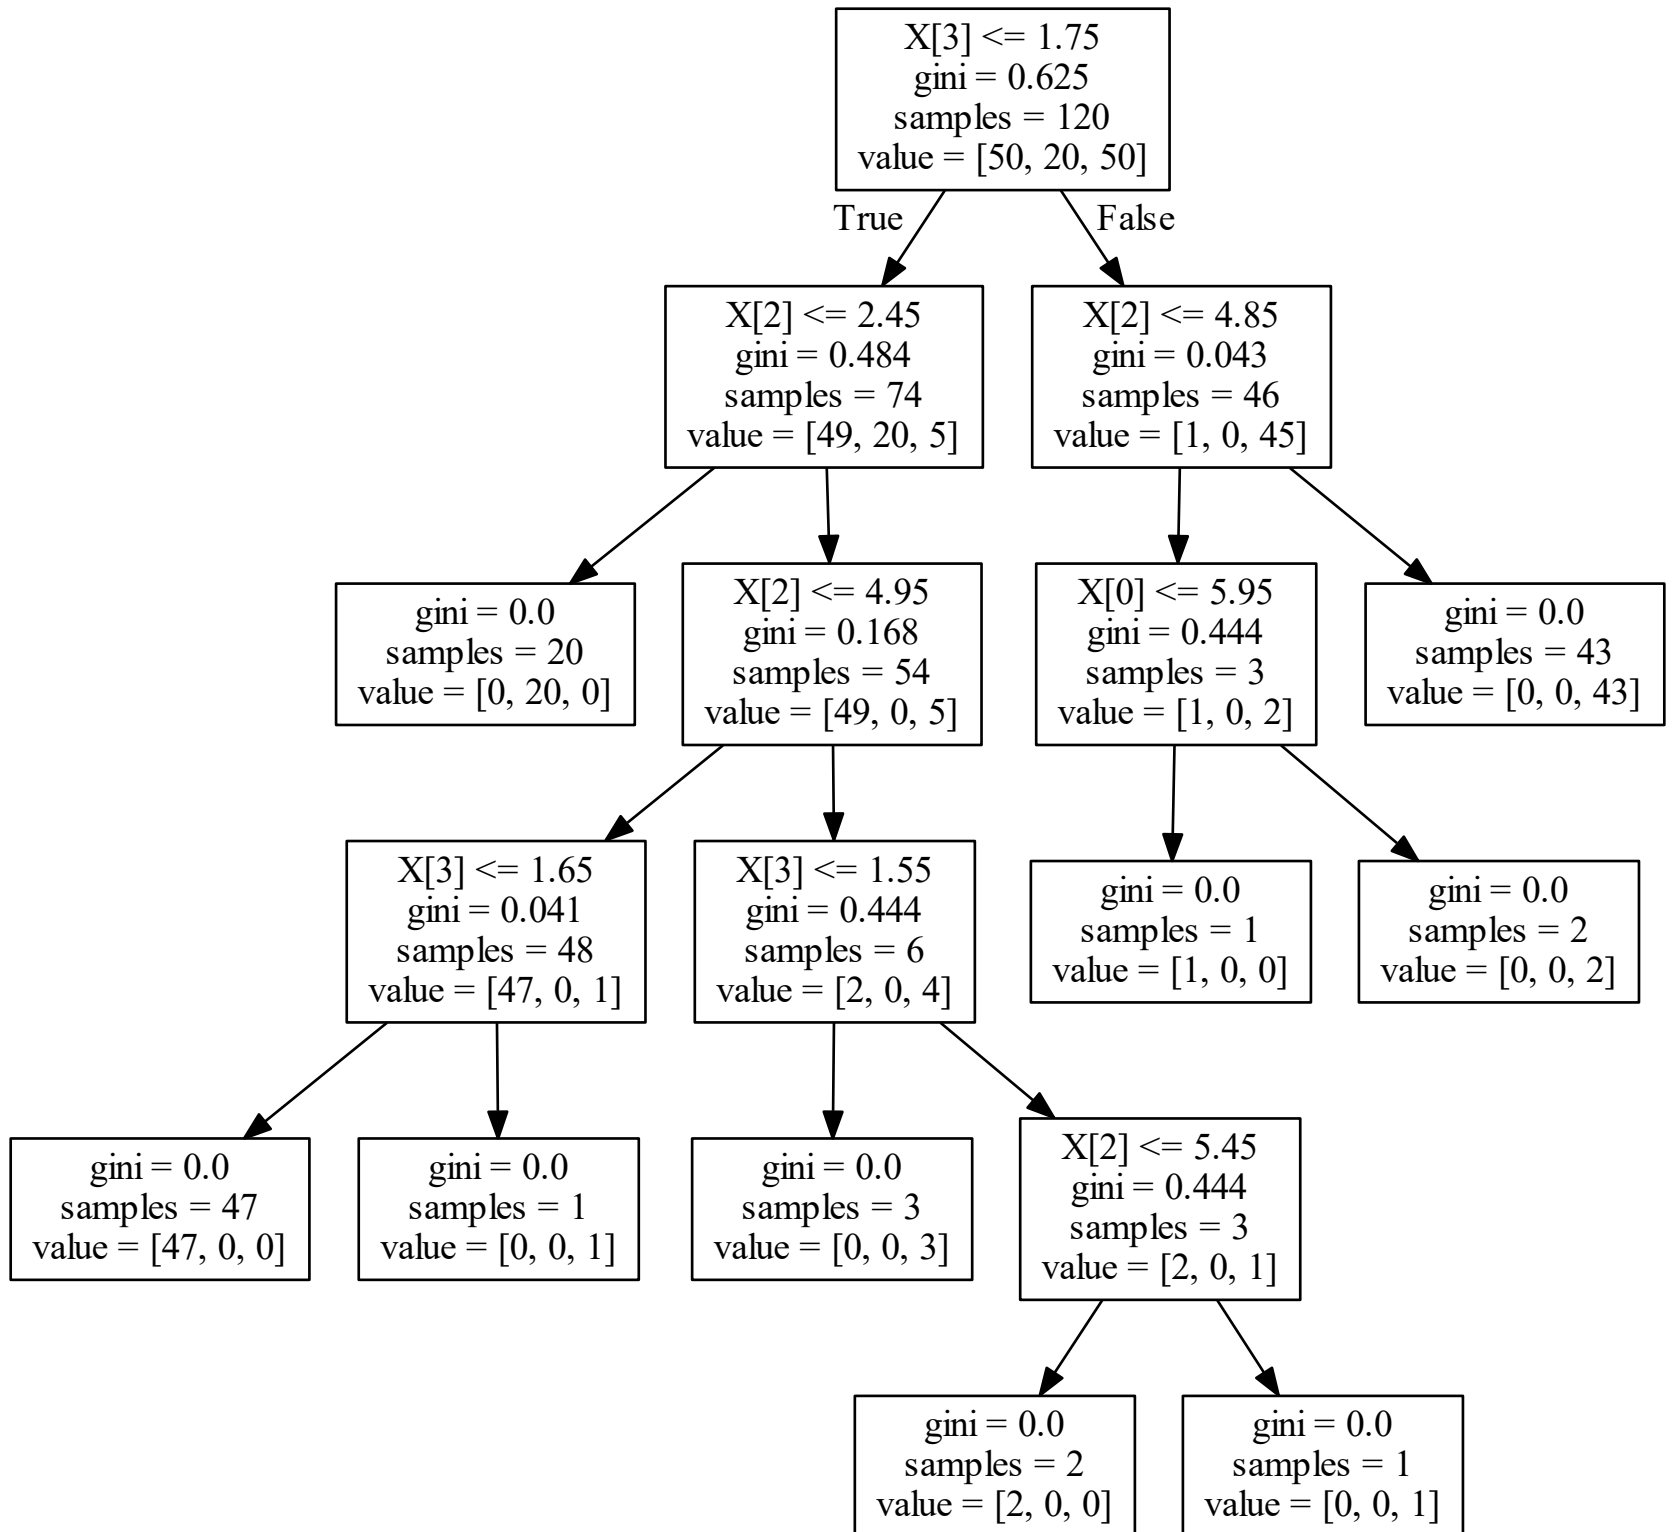 X[3] <= 1.75
gini = 0.625
samples = 120
value = [50, 20, 50]
True
False
X[2] <= 2.45
gini = 0.484
samples = 74
value = [49, 20, 5]
X[2] <= 4.85
gini = 0.043
samples = 46
value = [1, 0, 45]
gini = 0.0
samples = 20
value = [0, 20, 0]
X[2] <= 4.95
gini = 0.168
samples = 54
value = [49, 0, 5]
X[0] <= 5.95
gini = 0.444
samples = 3
value = [1, 0, 2]
gini = 0.0
samples = 43
value = [0, 0, 43]
X[3] <= 1.65
gini = 0.041
samples = 48
value = [47, 0, 1]
X[3] <= 1.55
gini = 0.444
samples = 6
value = [2, 0, 4]
gini = 0.0
samples = 1
value = [1, 0, 0]
gini = 0.0
samples = 2
value = [0, 0, 2]
gini = 0.0
samples = 47
value = [47, 0, 0]
gini = 0.0
samples = 1
value = [0, 0, 1]
gini = 0.0
samples = 3
value = [0, 0, 3]
X[2] <= 5.45
gini = 0.444
samples = 3
value = [2, 0, 1]
gini = 0.0
samples = 2
value = [2, 0, 0]
gini = 0.0
samples = 1
value = [0, 0, 1]